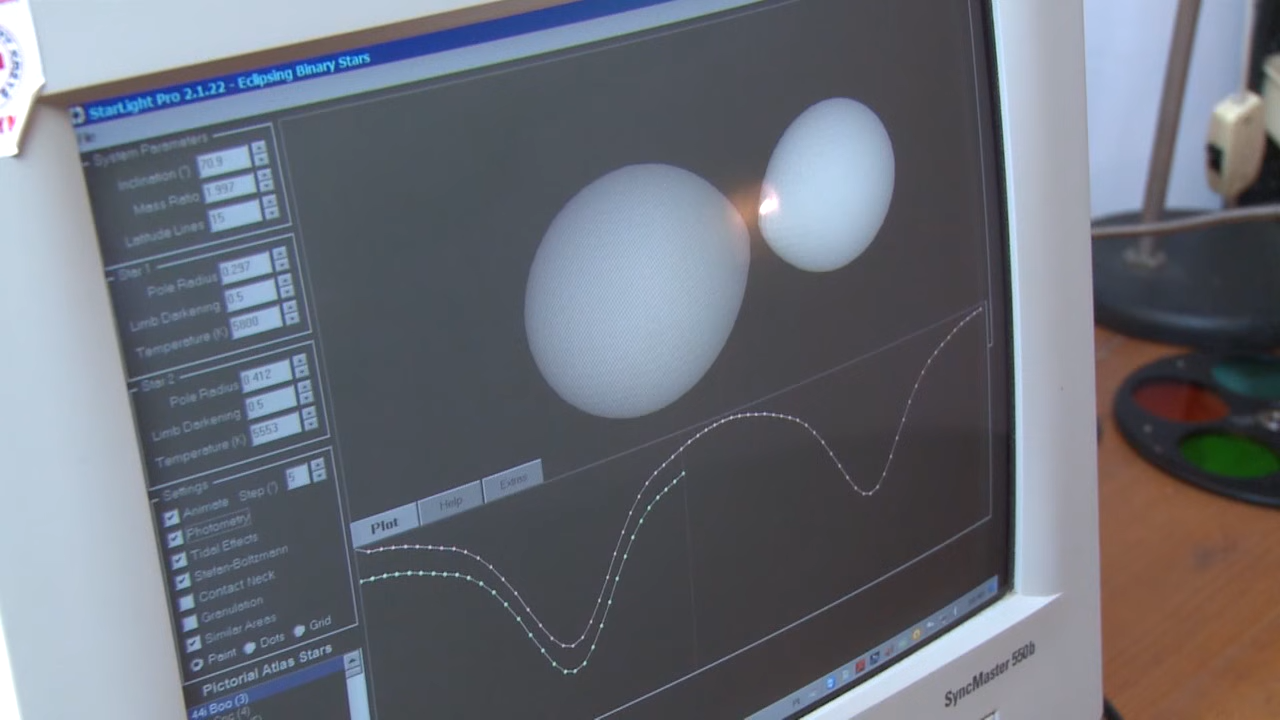 StarLight Pro 2.1.22 - Eclipsing Binary Stars
File
System Parameters
Inclination (°) 70.9
Mass Ratio 1.997
Latitude Lines 15
Star 1
Pole Radius 0.297
Limb Darkening 0.5
Temperature (K) 5800
Star 2
Pole Radius 0.412
Limb Darkening 0.5
Temperature (K) 5553
Settings
Animate Step (°) 5
Photometry
Tidal Effects
Stefan-Boltzmann
Contact Neck
Granulation
Similar Areas
Paint Dots Grid
Pictorial Atlas Stars
44i Boo (3)
Plot Help Extras
SyncMaster 550b